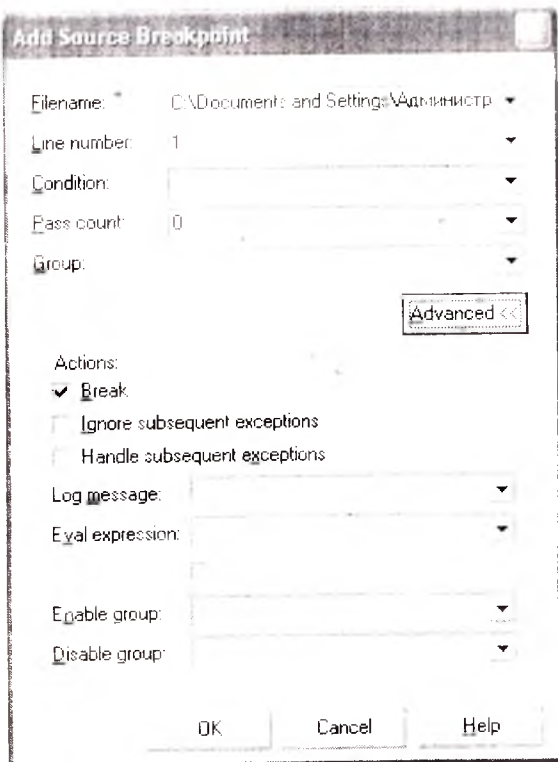 Add Source Breakpoint
Filename: C:\Documents and Settings\Администр
Line number: 1
Condition:
Pass count: 0
Group:
Advanced <<
Actions:
Break
Ignore subsequent exceptions
Handle subsequent exceptions
Log message:
Eval expression:
Enable group:
Disable group:
OK Cancel Help